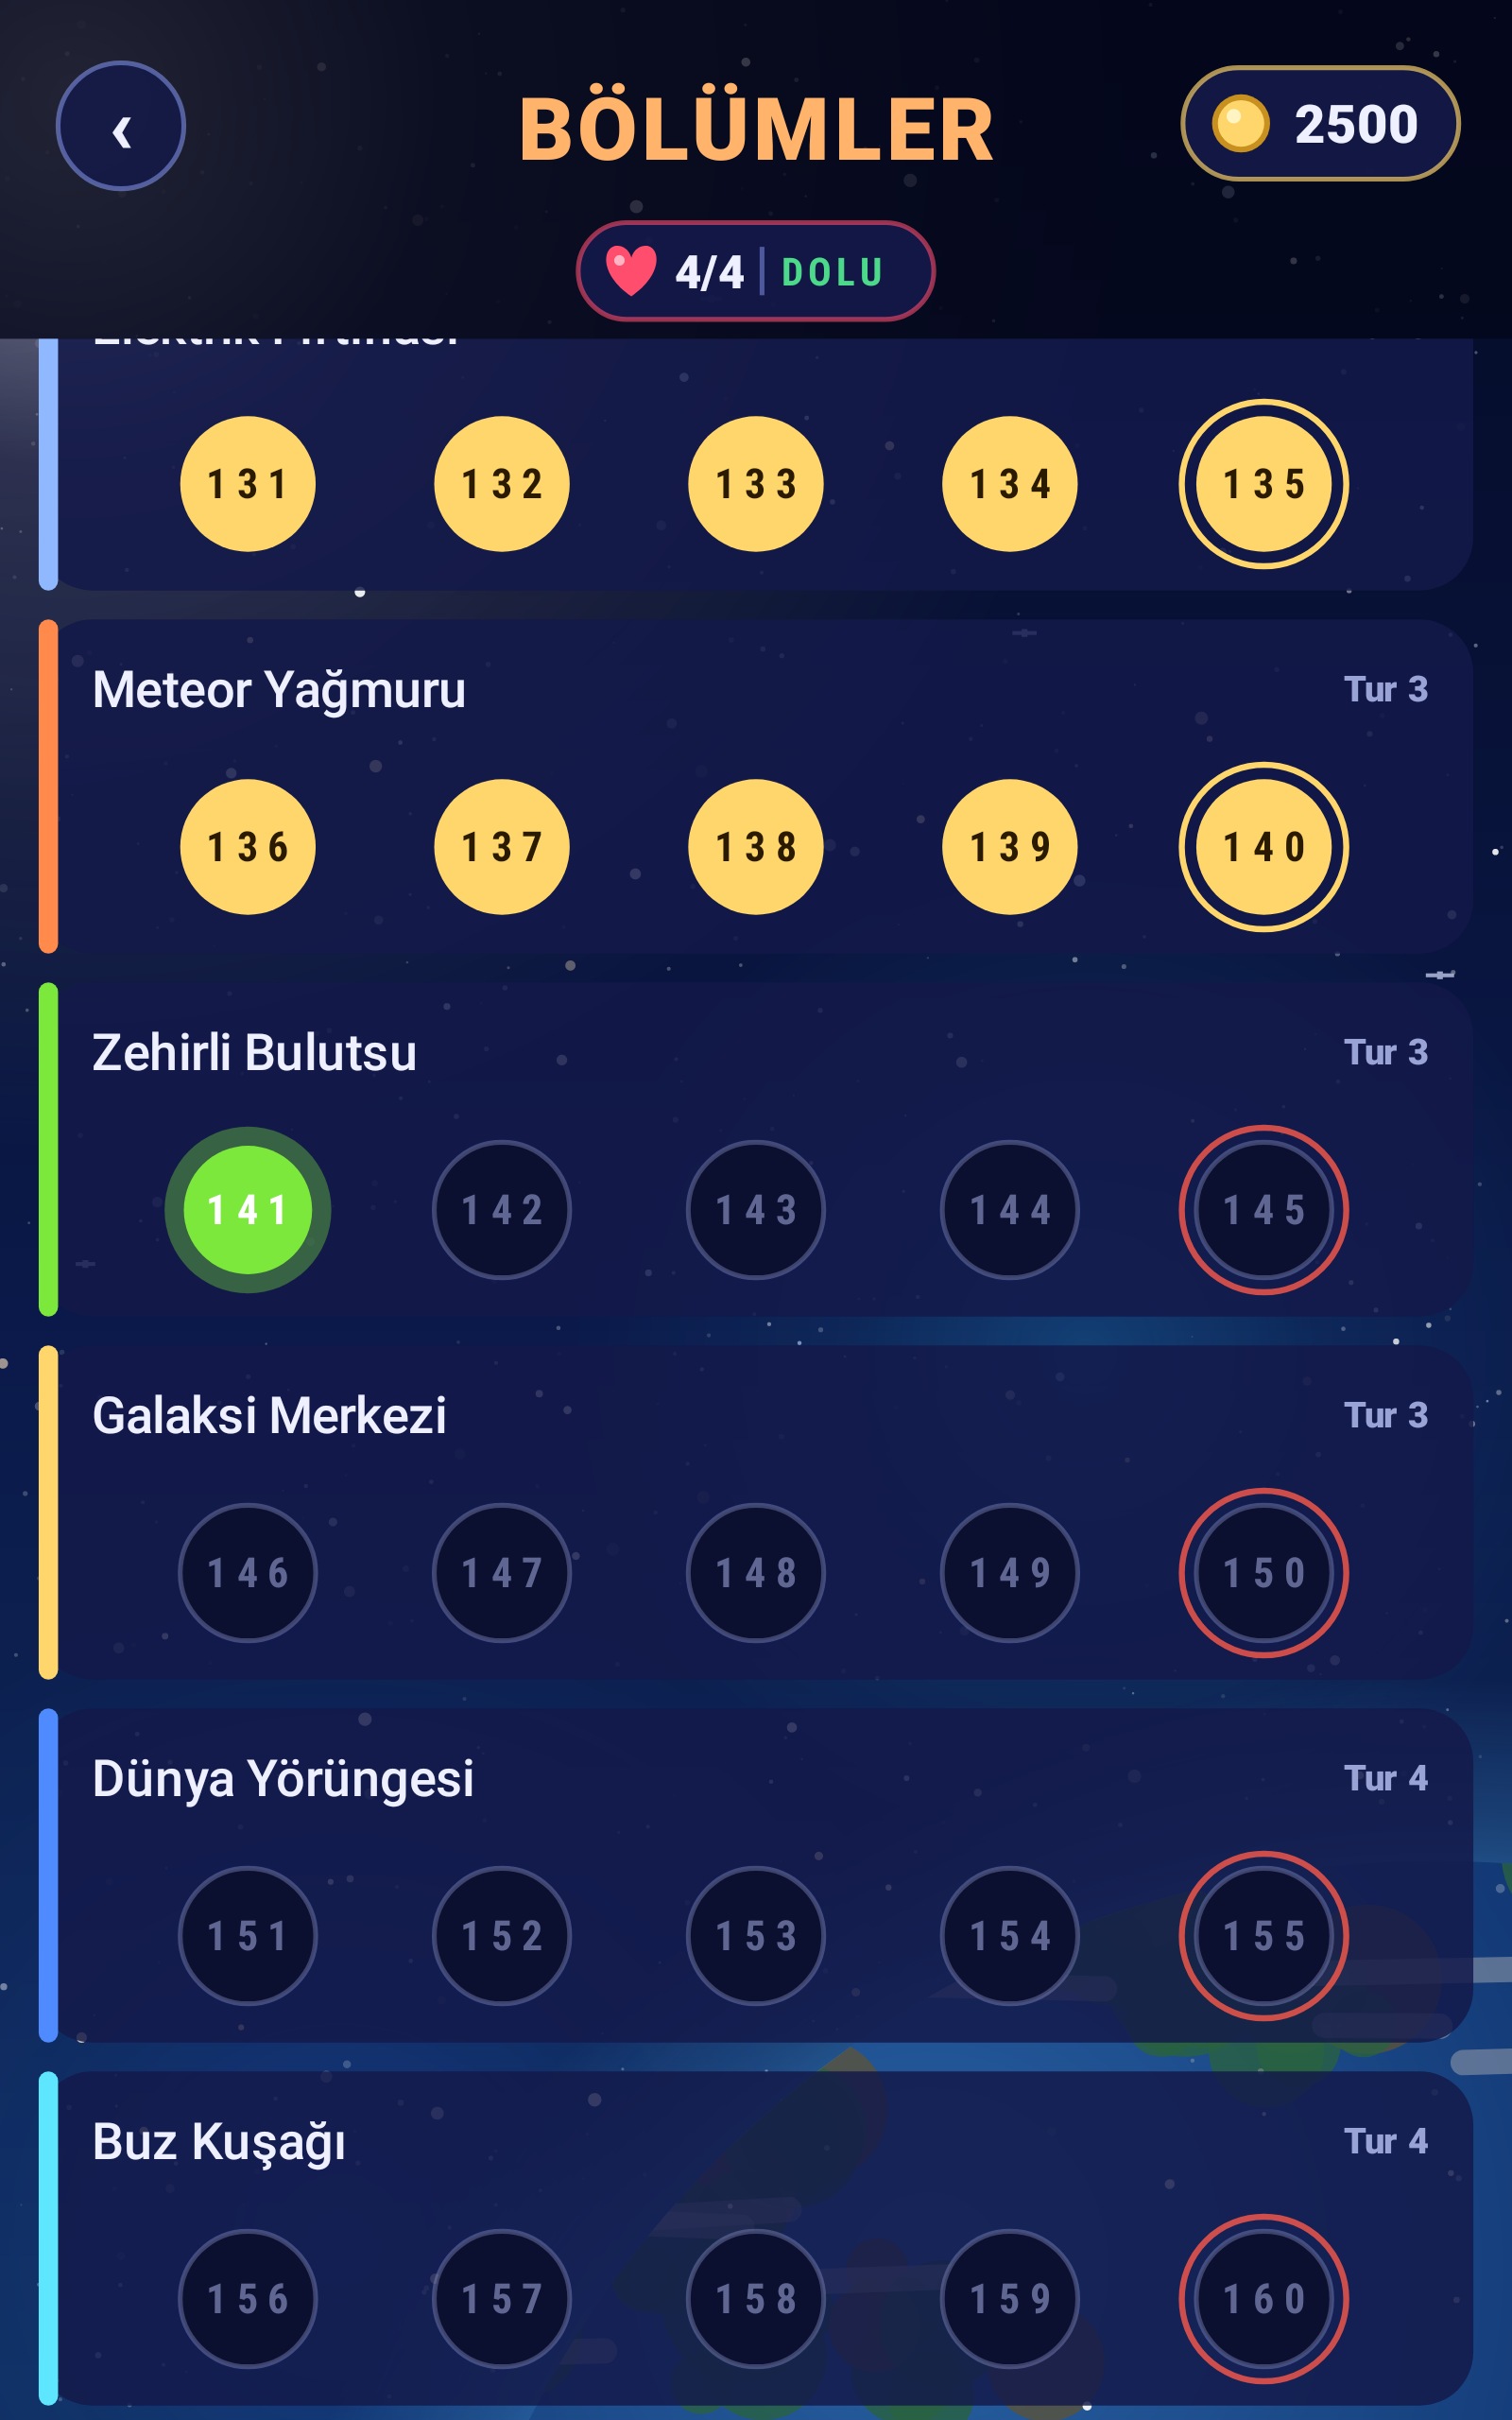 ‹
BÖLÜMLER
2500
4/4 | DOLU
131 132 133 134 135
Meteor Yağmuru Tur 3
136 137 138 139 140
Zehirli Bulutsu Tur 3
141 142 143 144 145
Galaksi Merkezi Tur 3
146 147 148 149 150
Dünya Yörüngesi Tur 4
151 152 153 154 155
Buz Kuşağı Tur 4
156 157 158 159 160